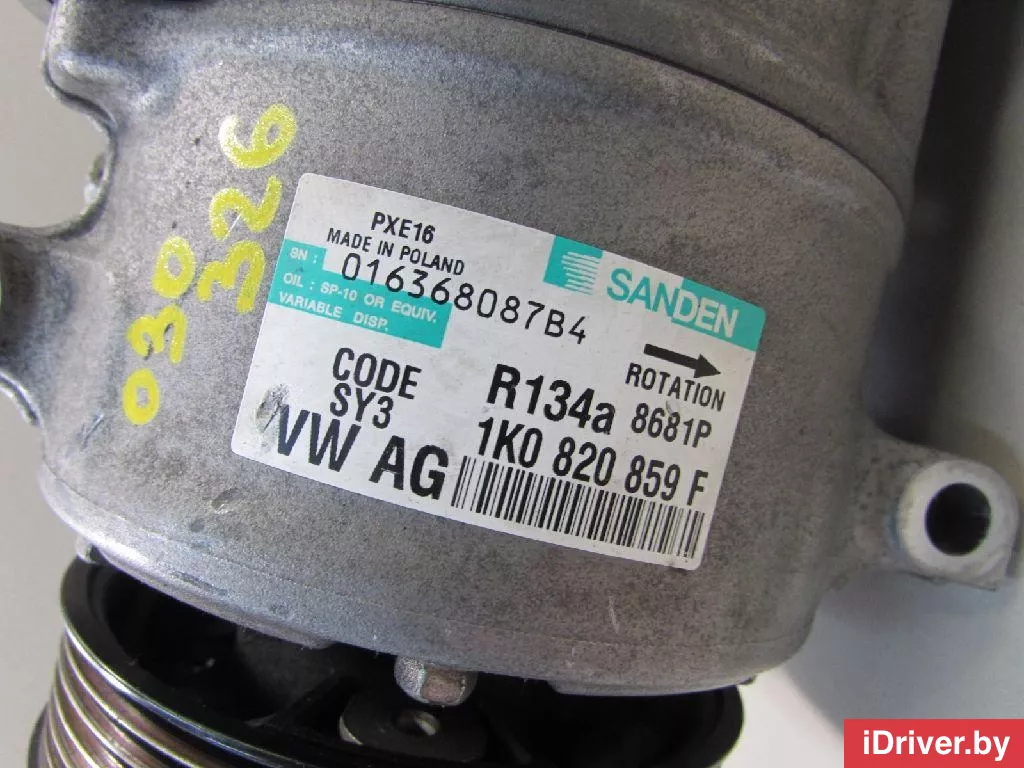 030
326
PXE16
MADE IN POLAND
SN :
016368087B4
OIL : SP-10 OR EQUIV.
VARIABLE DISP.
SANDEN
ROTATION
CODE
SY3
R134a
8681P
VW AG
1K0 820 859 F
iDriver.by